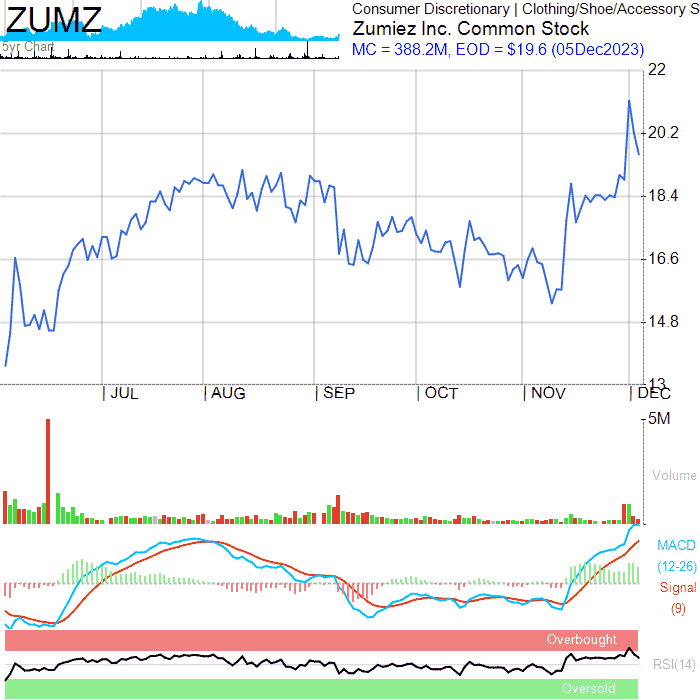 ZUMZ
5yr Chart
Consumer Discretionary | Clothing/Shoe/Accessory S
Zumiez Inc. Common Stock
MC = 388.2M, EOD = $19.6 (05Dec2023)
22
20.2
18.4
16.6
14.8
13
| JUL | AUG | SEP | OCT | NOV | DEC
5M
Volume
MACD
(12-26)
Signal
(9)
Overbought
RSI(14)
Oversold